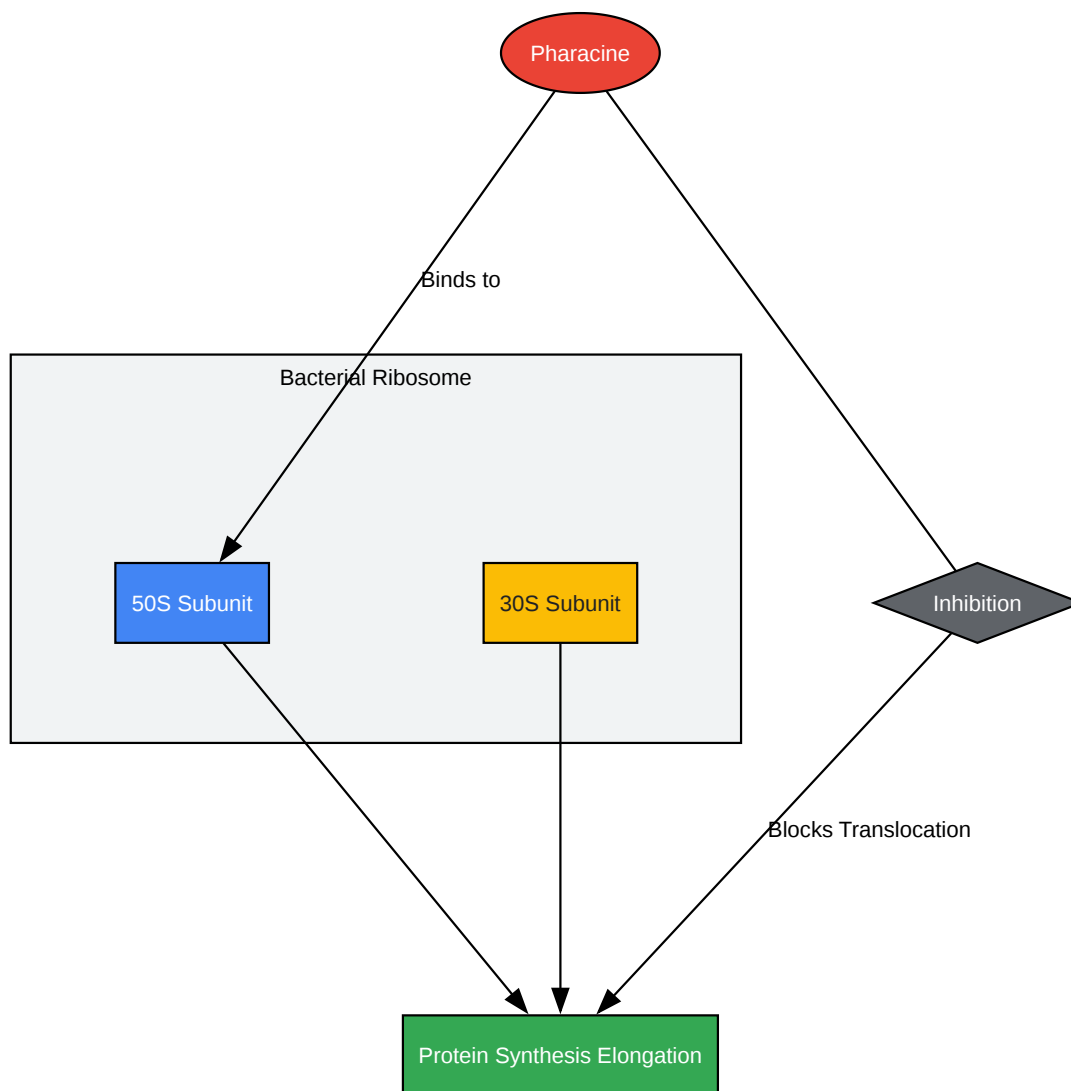 Pharacine
Binds to
Bacterial Ribosome
50S Subunit
30S Subunit
Inhibition
Blocks Translocation
Protein Synthesis Elongation